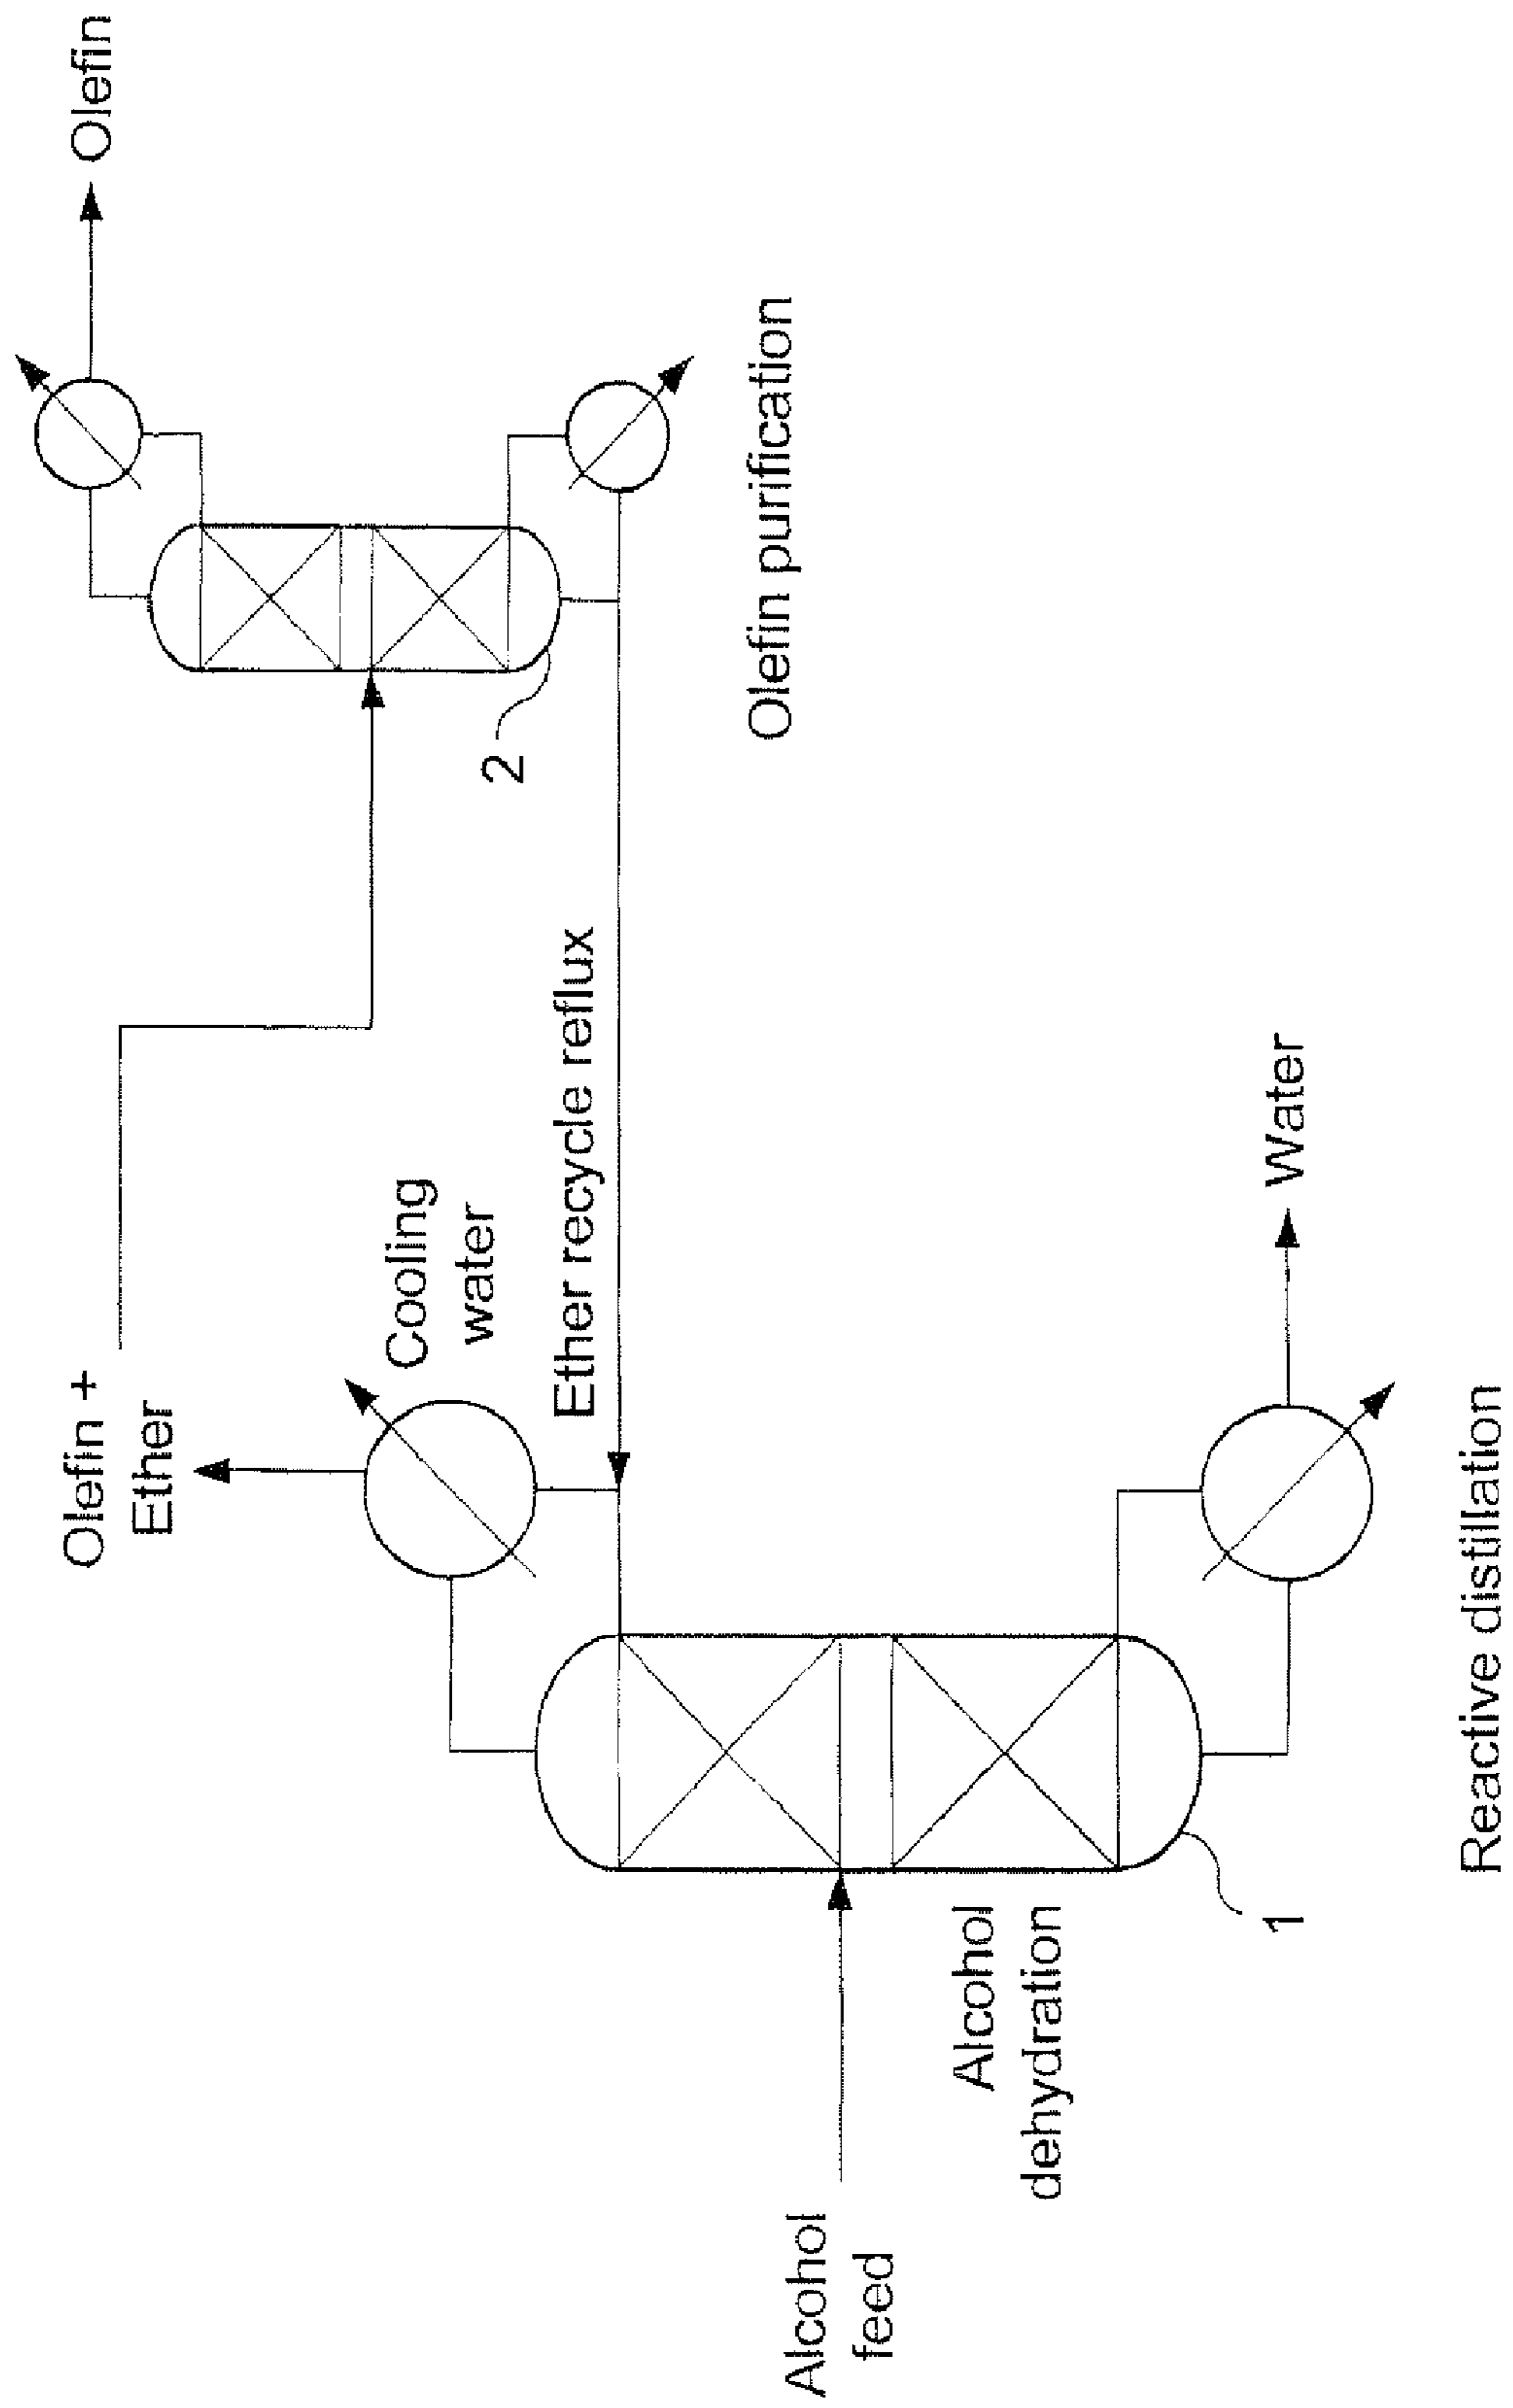 Olefin +
Ether
Olefin
Cooling
water
Ether recycle reflux
2
Olefin purification
Alcohol
feed
Alcohol
dehydration
1
Water
Reactive distillation